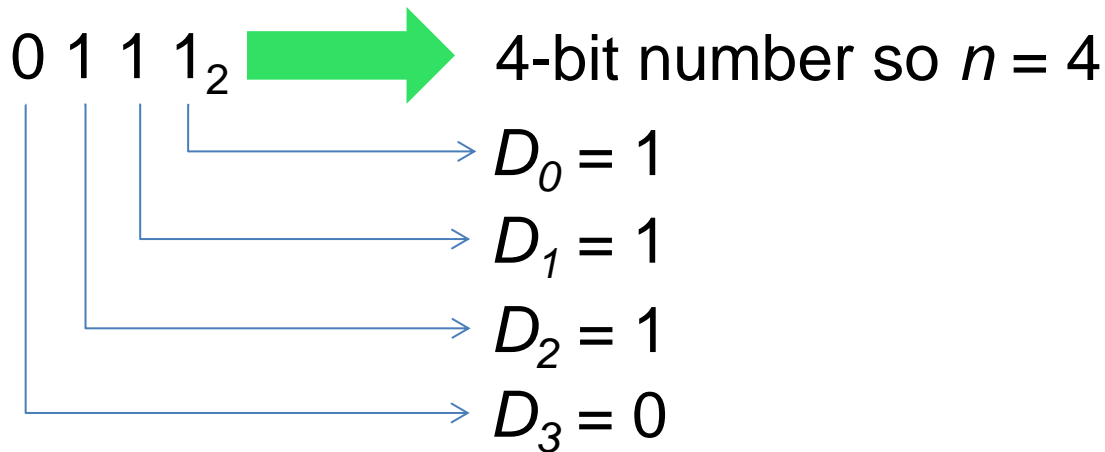 0 1 1 1₂ 4-bit number so n = 4
D₀ = 1
D₁ = 1
D₂ = 1
D₃ = 0